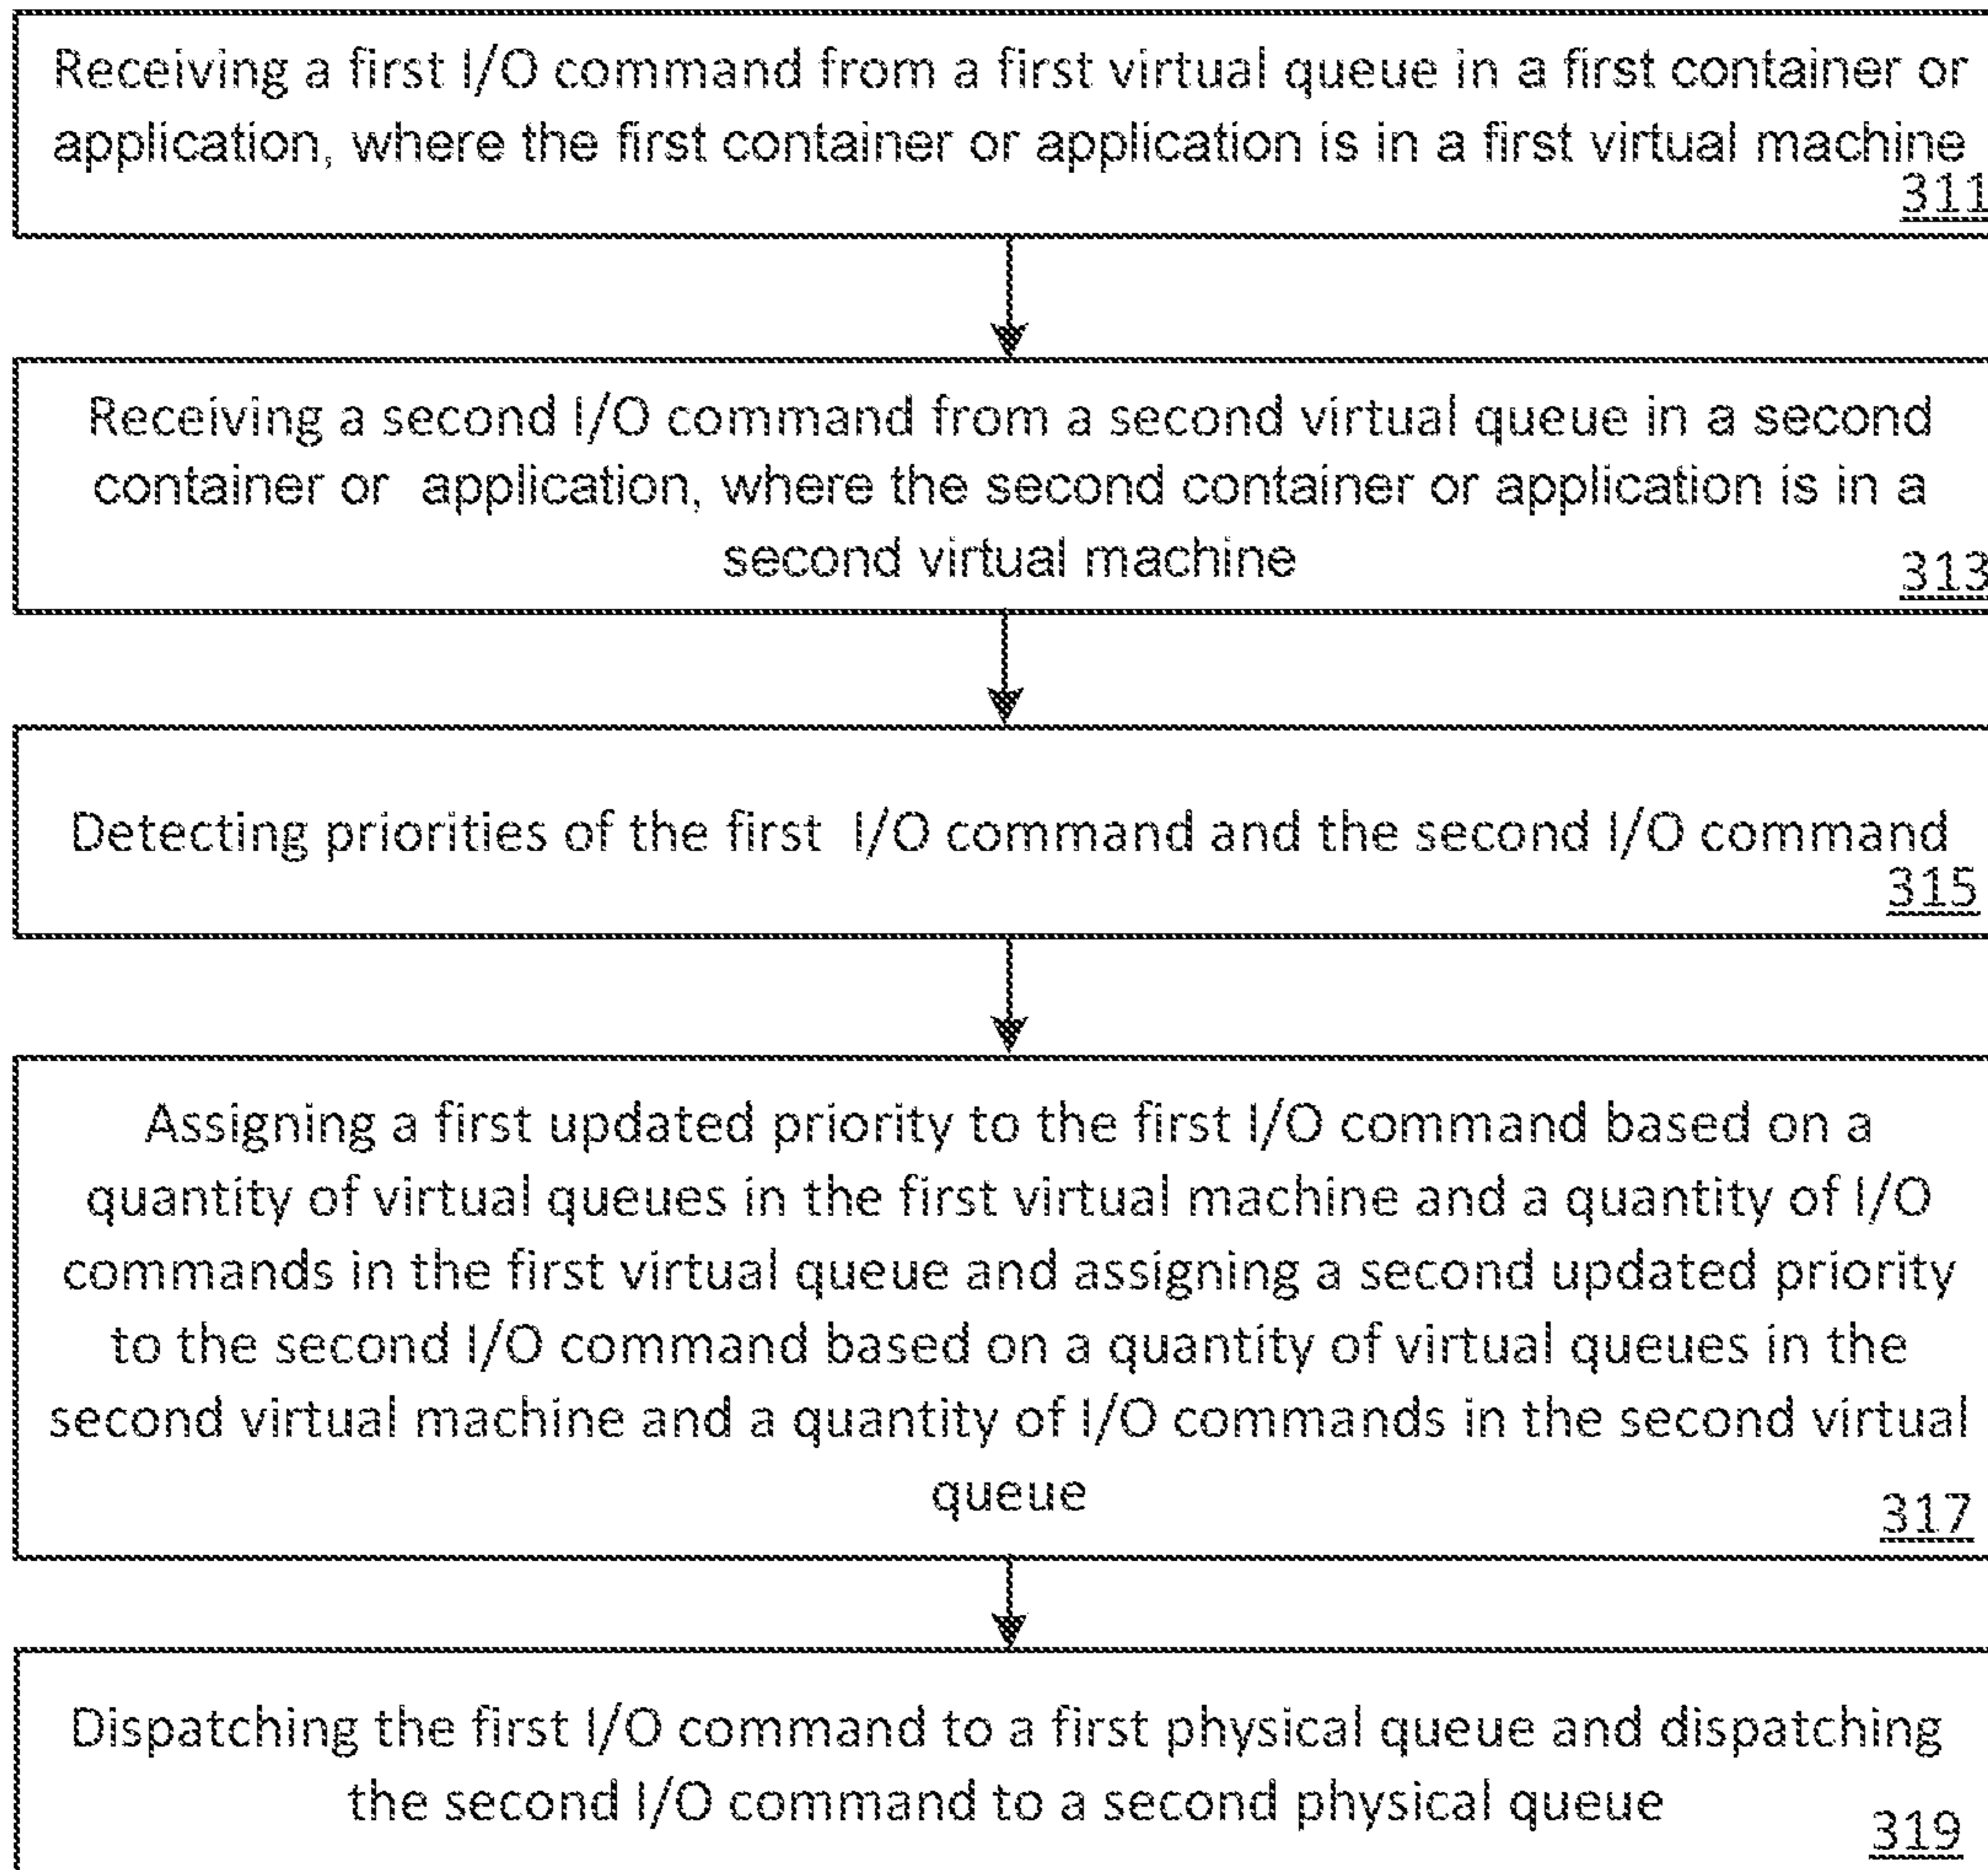 Receiving a first I/O command from a first virtual queue in a first container or
application, where the first container or application is in a first virtual machine
311
Receiving a second I/O command from a second virtual queue in a second
container or application, where the second container or application is in a
second virtual machine
313
Detecting priorities of the first I/O command and the second I/O command
315
Assigning a first updated priority to the first I/O command based on a
quantity of virtual queues in the first virtual machine and a quantity of I/O
commands in the first virtual queue and assigning a second updated priority
to the second I/O command based on a quantity of virtual queues in the
second virtual machine and a quantity of I/O commands in the second virtual
queue
317
Dispatching the first I/O command to a first physical queue and dispatching
the second I/O command to a second physical queue
319